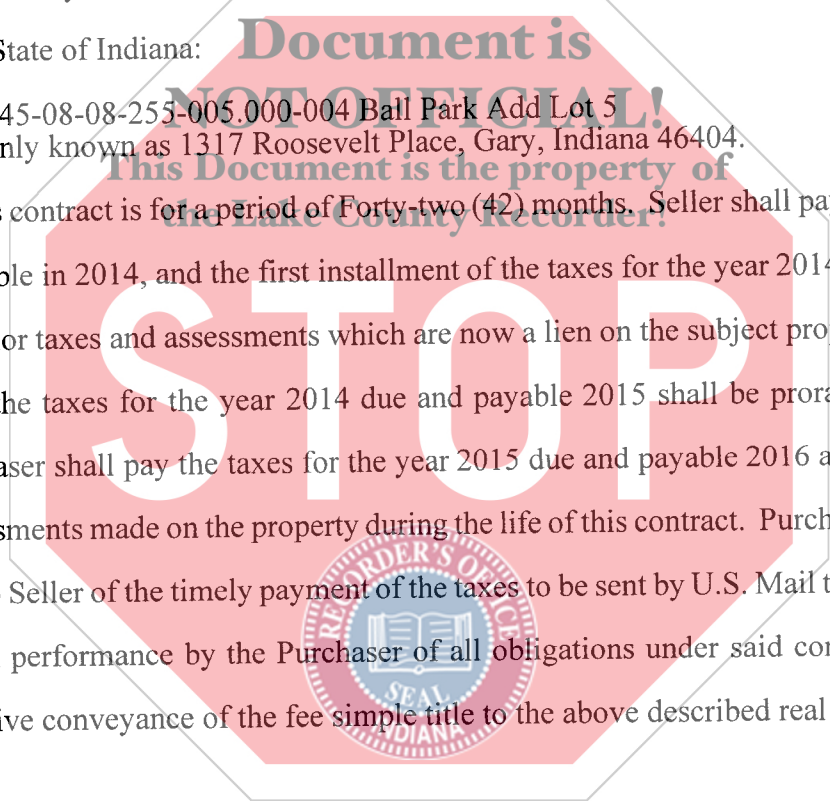 State of Indiana:
Document is
NOT OFFICIAL!
45-08-08-255-005.000-004 Ball Park Add Lot 5
nly known as 1317 Roosevelt Place, Gary, Indiana 46404.
This Document is the property of
the Lake County Recorder!
contract is for a period of Forty-two (42) months. Seller shall pa
ble in 2014, and the first installment of the taxes for the year 2014
or taxes and assessments which are now a lien on the subject pro
STOP
he taxes for the year 2014 due and payable 2015 shall be prora
aser shall pay the taxes for the year 2015 due and payable 2016 a
sments made on the property during the life of this contract. Purch
Seller of the timely payment of the taxes to be sent by U.S. Mail t
performance by the Purchaser of all obligations under said con
ive conveyance of the fee simple title to the above described real
RECORDER'S OFFICE
SEAL
INDIANA